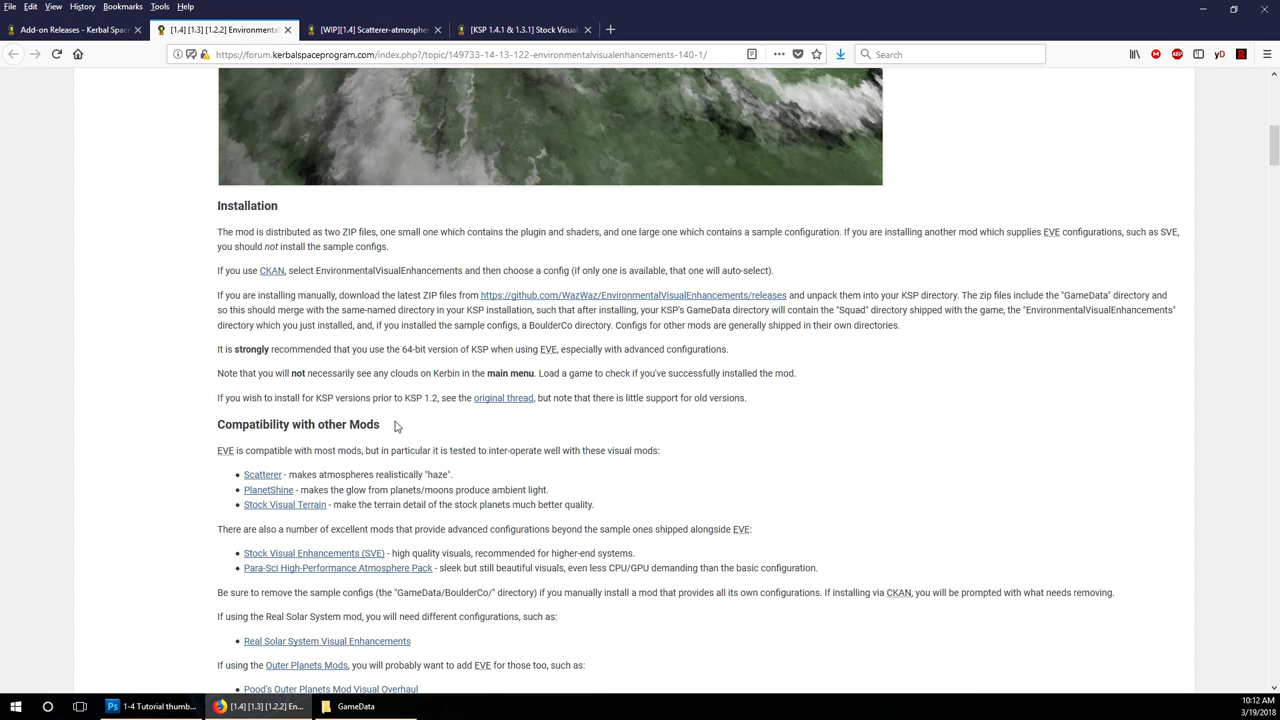 File Edit View History Bookmarks Tools Help
Add-on Releases - Kerbal Spac
[1.4] [1.3] [1.2.2] Environmenta
[WIP][1.4] Scatterer-atmosphe
[KSP 1.4.1 & 1.3.1] Stock Visual
https://forum.kerbalspaceprogram.com/index.php?/topic/149733-14-13-122-environmentalvisualenhancements-140-1/
Search
Installation
The mod is distributed as two ZIP files, one small one which contains the plugin and shaders, and one large one which contains a sample configuration. If you are installing another mod which supplies EVE configurations, such as SVE,
you should not install the sample configs.
If you use CKAN, select EnvironmentalVisualEnhancements and then choose a config (if only one is available, that one will auto-select).
If you are installing manually, download the latest ZIP files from https://github.com/WazWaz/EnvironmentalVisualEnhancements/releases and unpack them into your KSP directory. The zip files include the "GameData" directory and
so this should merge with the same-named directory in your KSP installation, such that after installing, your KSP's GameData directory will contain the "Squad" directory shipped with the game, the "EnvironmentalVisualEnhancements"
directory which you just installed, and, if you installed the sample configs, a BoulderCo directory. Configs for other mods are generally shipped in their own directories.
It is strongly recommended that you use the 64-bit version of KSP when using EVE, especially with advanced configurations.
Note that you will not necessarily see any clouds on Kerbin in the main menu. Load a game to check if you've successfully installed the mod.
If you wish to install for KSP versions prior to KSP 1.2, see the original thread, but note that there is little support for old versions.
Compatibility with other Mods
EVE is compatible with most mods, but in particular it is tested to inter-operate well with these visual mods:
• Scatterer - makes atmospheres realistically "haze".
• PlanetShine - makes the glow from planets/moons produce ambient light.
• Stock Visual Terrain - make the terrain detail of the stock planets much better quality.
There are also a number of excellent mods that provide advanced configurations beyond the sample ones shipped alongside EVE:
• Stock Visual Enhancements (SVE) - high quality visuals, recommended for higher-end systems.
• Para-Sci High-Performance Atmosphere Pack - sleek but still beautiful visuals, even less CPU/GPU demanding than the basic configuration.
Be sure to remove the sample configs (the "GameData/BoulderCo/" directory) if you manually install a mod that provides all its own configurations. If installing via CKAN, you will be prompted with what needs removing.
If using the Real Solar System mod, you will need different configurations, such as:
• Real Solar System Visual Enhancements
If using the Outer Planets Mods, you will probably want to add EVE for those too, such as:
• Pood's Outer Planets Mod Visual Overhaul
1-4 Tutorial thumb...
[1.4] [1.3] [1.2.2] En...
GameData
10:12 AM
3/19/2018